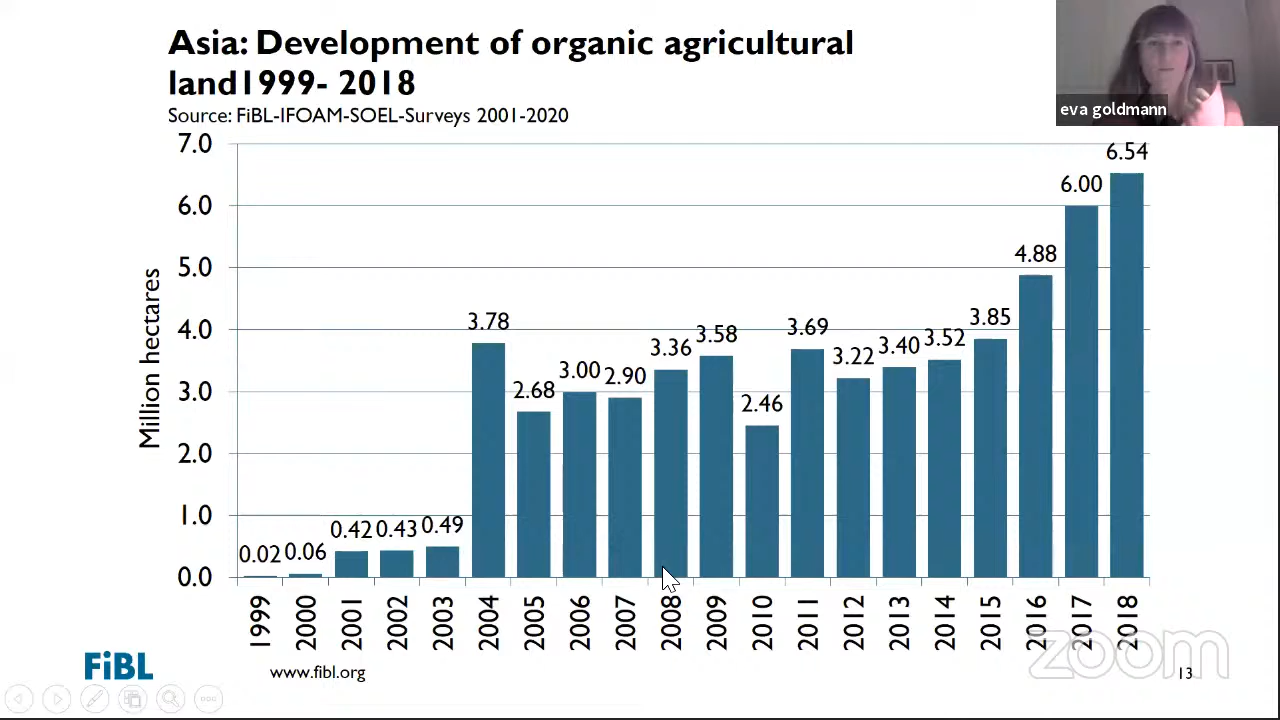 Asia: Development of organic agricultural
land1999- 2018
Source: FiBL-IFOAM-SOEL-Surveys 2001-2020
eva goldmann
Million hectares
7.0
6.0
5.0
4.0
3.0
2.0
1.0
0.0
0.02 0.06 0.42 0.43 0.49 3.78 2.68 3.00 2.90 3.36 3.58 2.46 3.69 3.22 3.40 3.52 3.85 4.88 6.00 6.54
1999 2000 2001 2002 2003 2004 2005 2006 2007 2008 2009 2010 2011 2012 2013 2014 2015 2016 2017 2018
FiBL
www.fibl.org
zoom
13